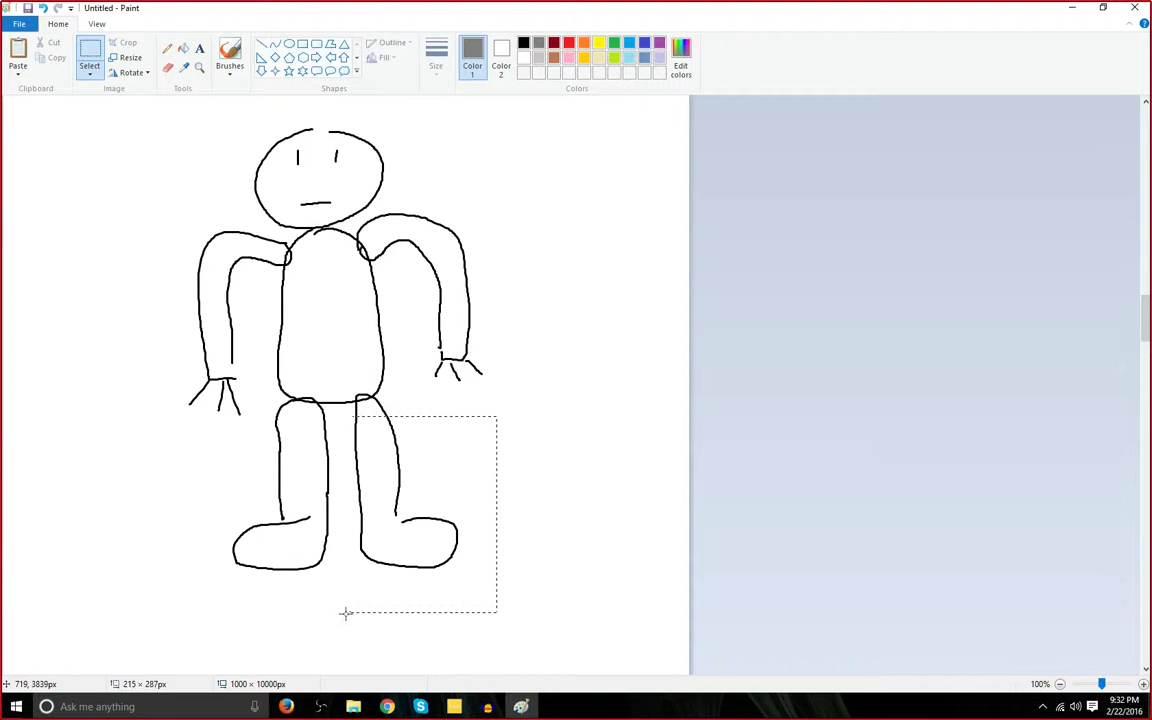 Untitled - Paint
File
Home
View
Paste
Cut
Copy
Clipboard
Select
Crop
Resize
Rotate
Image
A
Tools
Brushes
Outline
Fill
Shapes
Size
Color 1
Color 2
Edit colors
Colors
719, 3839px
215 × 287px
1000 × 10000px
100%
Ask me anything
9:32 PM
2/22/2016